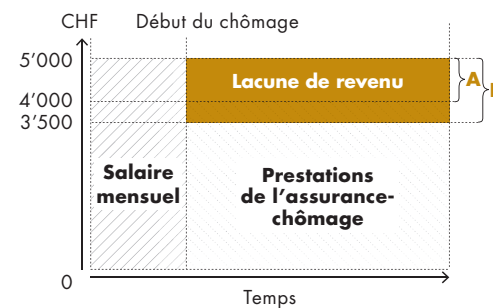 CHF Début du chômage
5’000
Lacune de revenu
A
4’000
3’500
Salaire
mensuel
Prestations
de l’assurance-
chômage
0
Temps